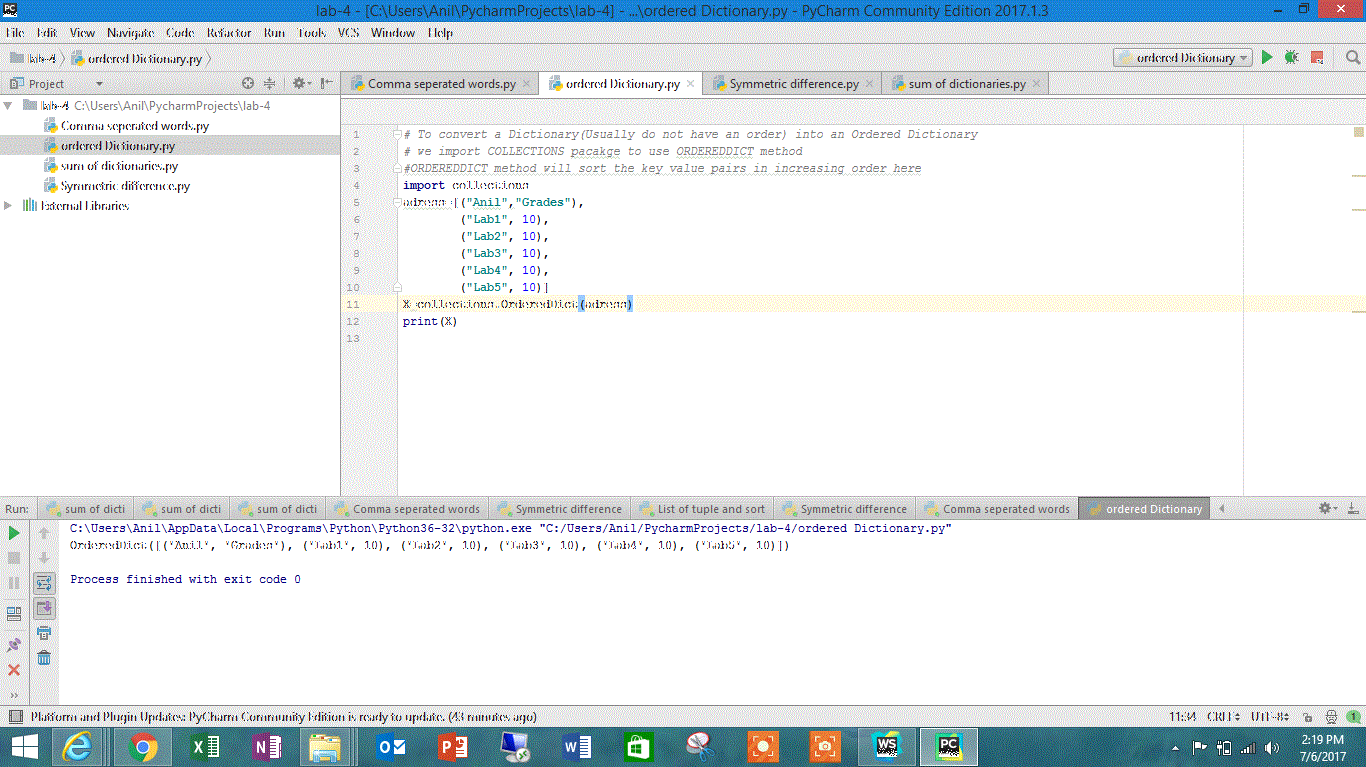 lab-4 - [C:\Users\Anil\PycharmProjects\lab-4] - ...\ordered Dictionary.py - PyCharm Community Edition 2017.1.3
File Edit View Navigate Code Refactor Run Tools VCS Window Help
lab-4 ordered Dictionary.py ordered Dictionary
Project Comma seperated words.py ordered Dictionary.py Symmetric difference.py sum of dictionaries.py
lab-4 C:\Users\Anil\PycharmProjects\lab-4
Comma seperated words.py
ordered Dictionary.py
sum of dictionaries.py
Symmetric difference.py
External Libraries
1 # To convert a Dictionary(Usually do not have an order) into an Ordered Dictionary
2 # we import COLLECTIONS pacakge to use ORDEREDDICT method
3 #ORDEREDDICT method will sort the key value pairs in increasing order here
4 import collections
5 adress=[("Anil","Grades"),
6 ("Lab1", 10),
7 ("Lab2", 10),
8 ("Lab3", 10),
9 ("Lab4", 10),
10 ("Lab5", 10)]
11 X=collections.OrderedDict(adress)
12 print(X)
13
Run: sum of dicti sum of dicti sum of dicti Comma seperated words Symmetric difference List of tuple and sort Symmetric difference Comma seperated words ordered Dictionary
C:\Users\Anil\AppData\Local\Programs\Python\Python36-32\python.exe "C:/Users/Anil/PycharmProjects/lab-4/ordered Dictionary.py"
OrderedDict([('Anil', 'Grades'), ('Lab1', 10), ('Lab2', 10), ('Lab3', 10), ('Lab4', 10), ('Lab5', 10)])
Process finished with exit code 0
Platform and Plugin Updates: PyCharm Community Edition is ready to update. (43 minutes ago) 11:34 CRLF UTF-8 1
2:19 PM
7/6/2017